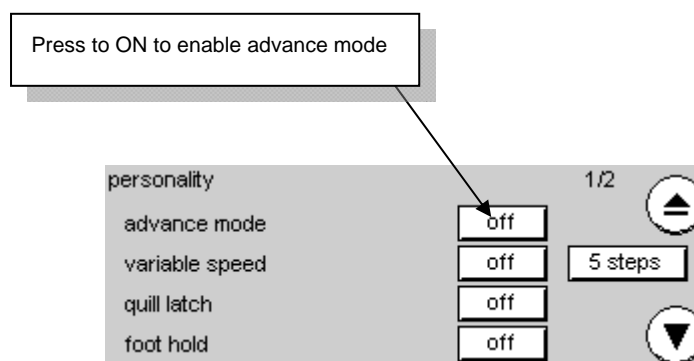 Press to ON to enable advance mode
personality 1/2
advance mode off
variable speed off 5 steps
quill latch off
foot hold off